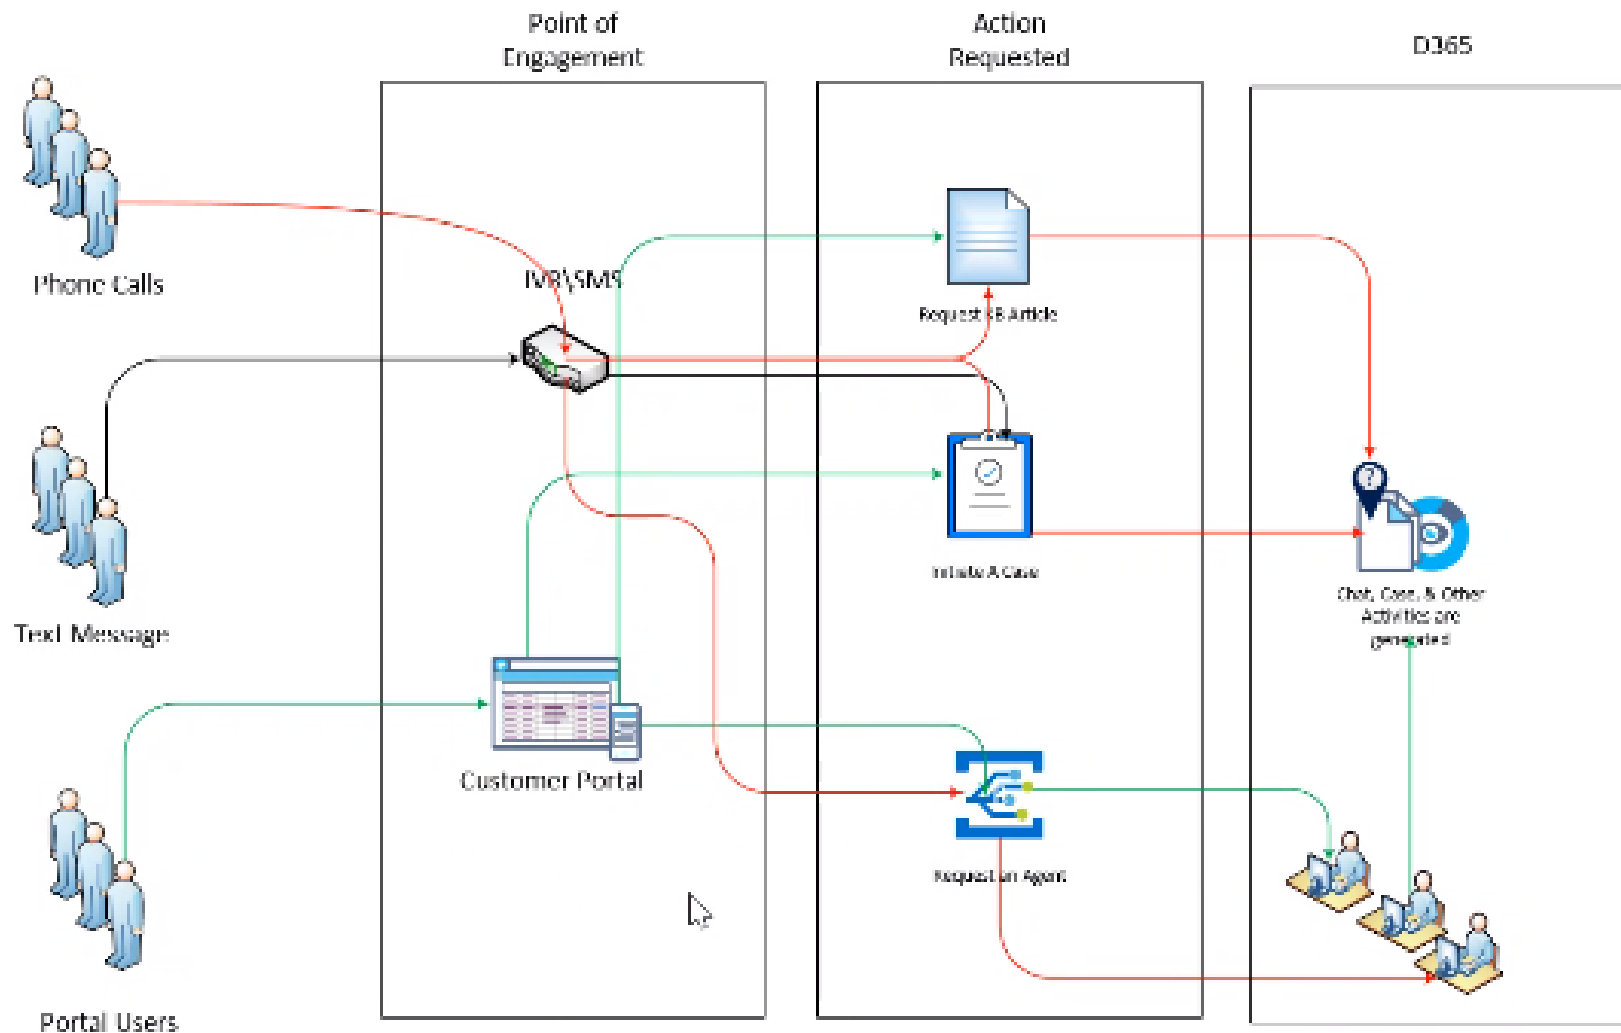 Point of
Engagement
Action
Requested
D365
Phone Calls
IVR\SMS
Request KB Article
Text Message
Initiate A Case
Chat, Case, & Other
Activities are
generated
Customer Portal
Request an Agent
Portal Users